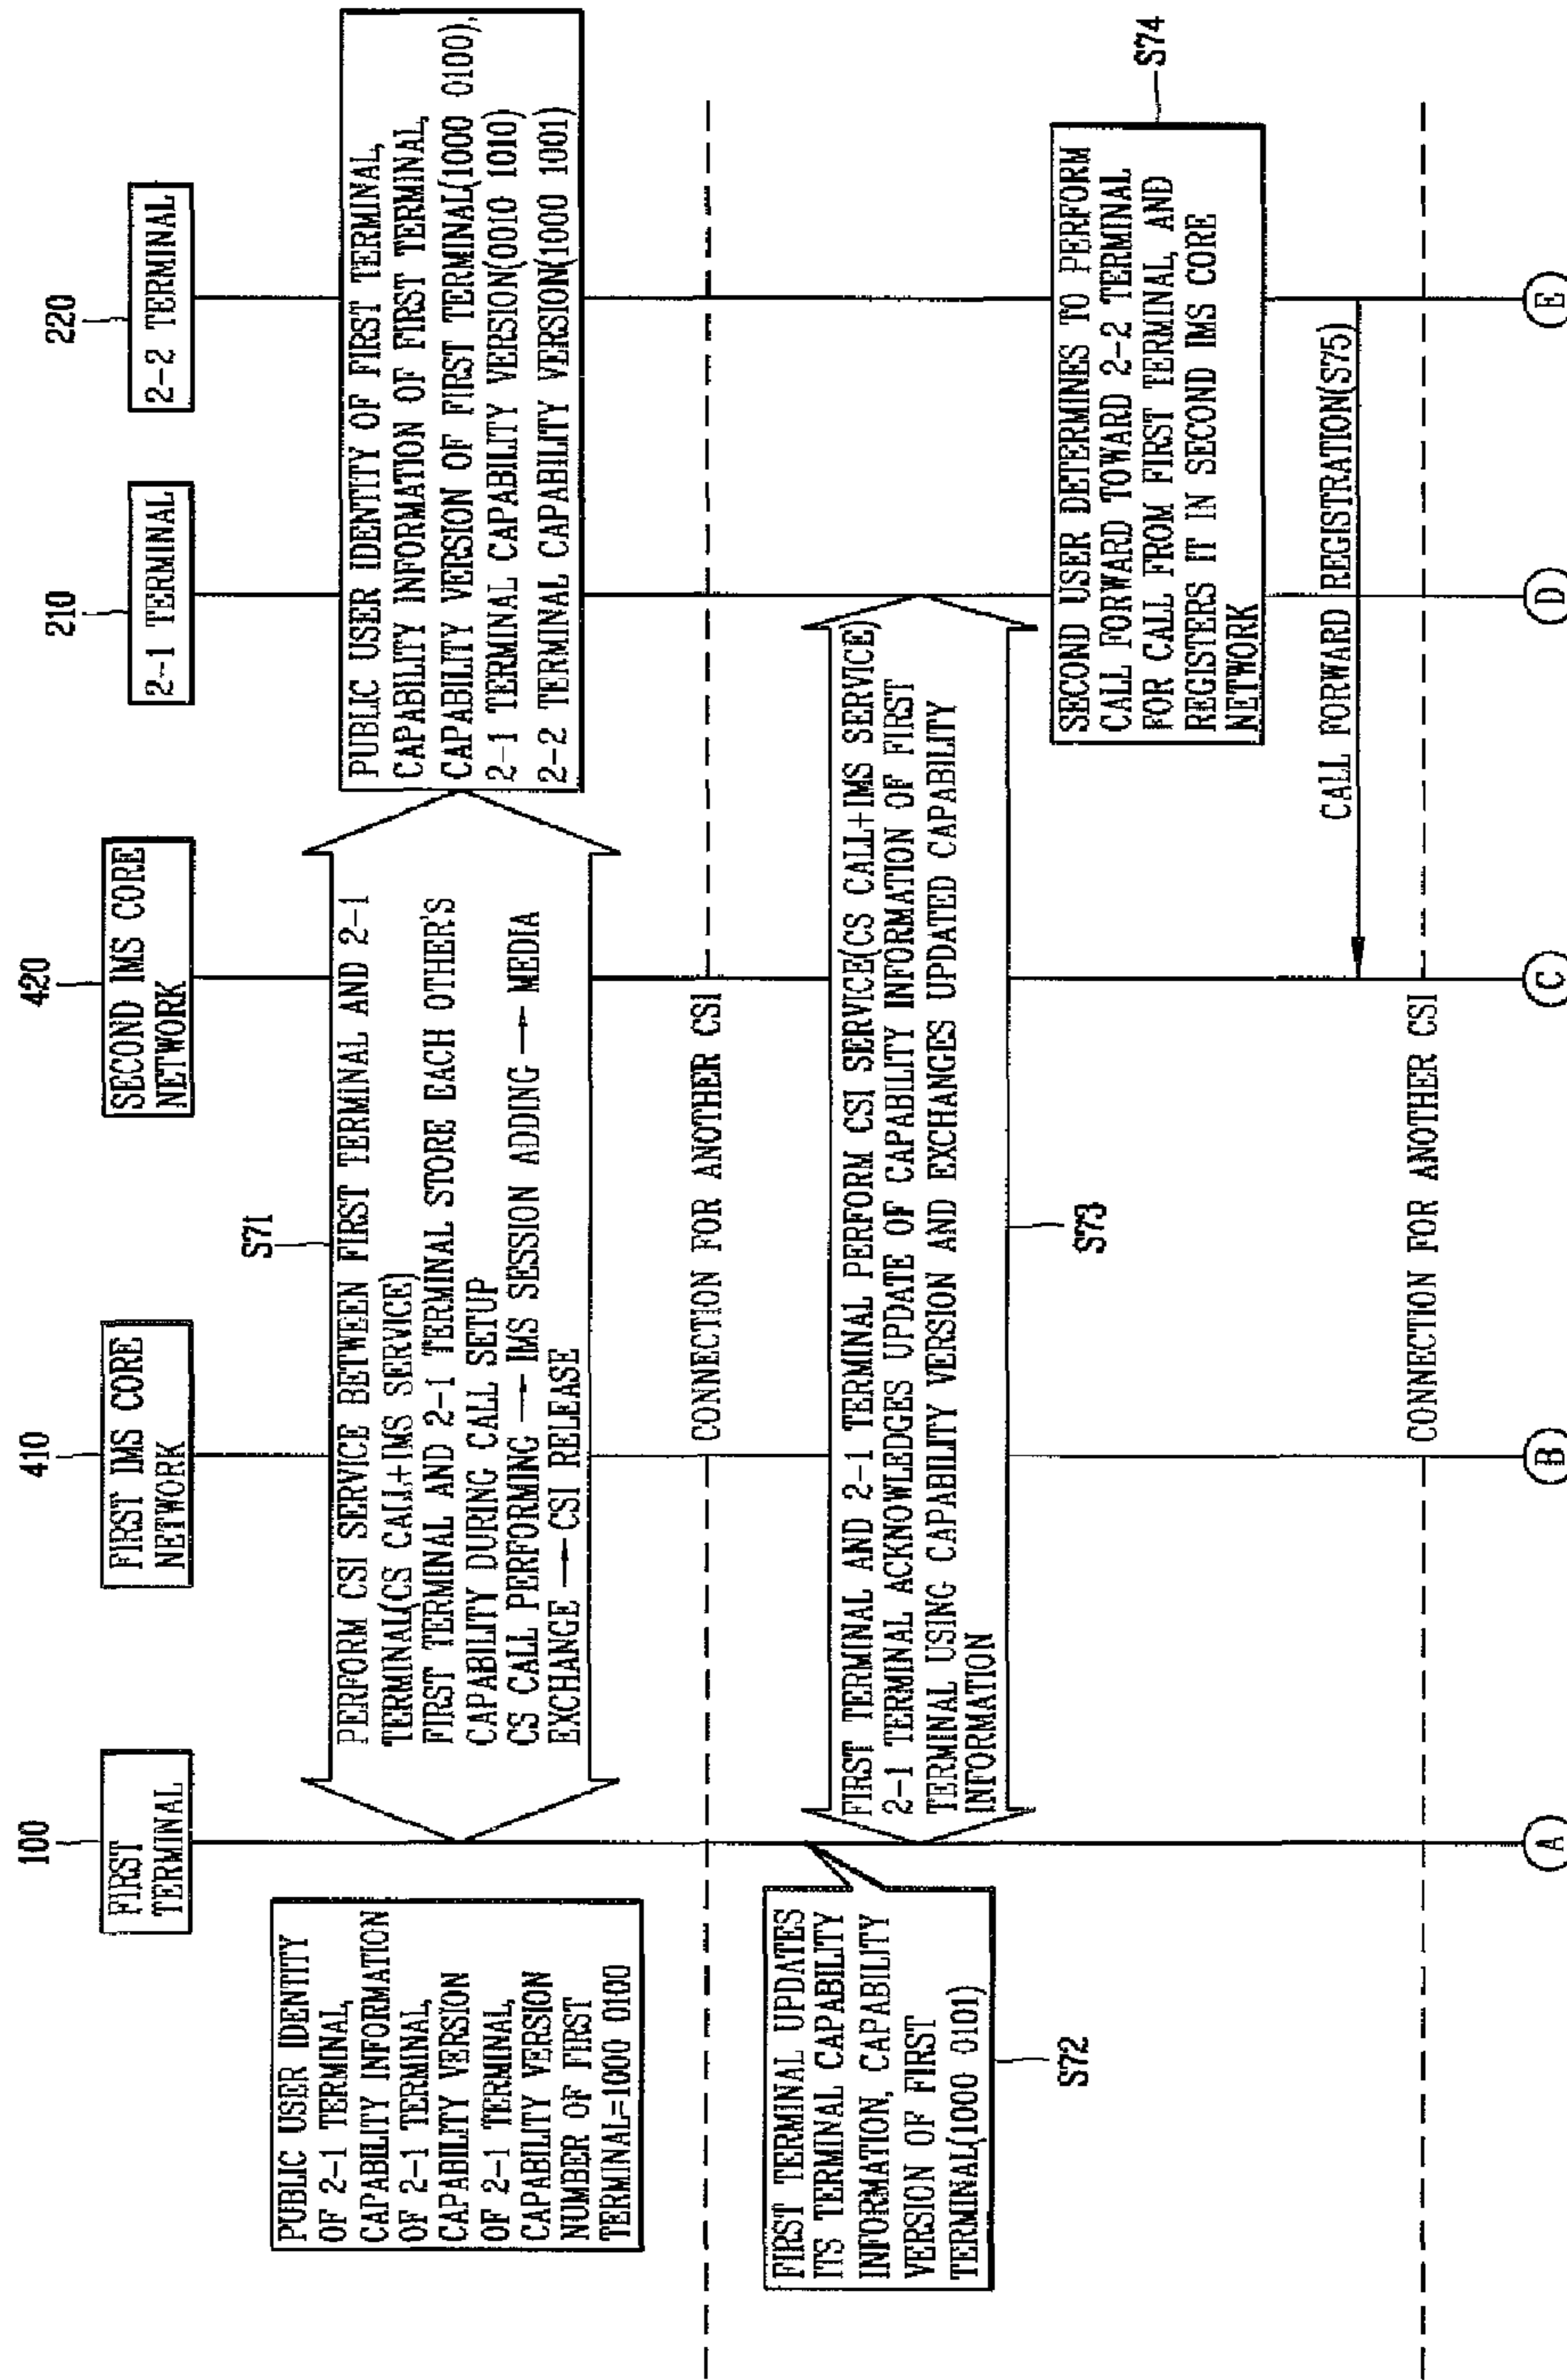 100
FIRST
TERMINAL
410
FIRST IMS CORE
NETWORK
420
SECOND IMS CORE
NETWORK
210
2-1 TERMINAL
220
2-2 TERMINAL
PUBLIC USER IDENTITY
OF 2-1 TERMINAL,
CAPABILITY INFORMATION
OF 2-1 TERMINAL,
CAPABILITY VERSION
OF 2-1 TERMINAL,
CAPABILITY VERSION
NUMBER OF FIRST
TERMINAL=1000 0100
S71
PERFORM CSI SERVICE BETWEEN FIRST TERMINAL AND 2-1
TERMINAL(CS CALL+IMS SERVICE)
FIRST TERMINAL AND 2-1 TERMINAL STORE EACH OTHER'S
CAPABILITY DURING CALL SETUP
CS CALL PERFORMING → IMS SESSION ADDING → MEDIA
EXCHANGE → CSI RELEASE
PUBLIC USER IDENTITY OF FIRST TERMINAL,
CAPABILITY INFORMATION OF FIRST TERMINAL,
CAPABILITY VERSION OF FIRST TERMINAL(1000 0100),
2-1 TERMINAL CAPABILITY VERSION(0010 1010)
2-2 TERMINAL CAPABILITY VERSION(1000 1001)
CONNECTION FOR ANOTHER CSI
FIRST TERMINAL UPDATES
ITS TERMINAL CAPABILITY
INFORMATION, CAPABILITY
VERSION OF FIRST
TERMINAL(1000 0101)
S72
FIRST TERMINAL AND 2-1 TERMINAL PERFORM CSI SERVICE(CS CALL+IMS SERVICE)
2-1 TERMINAL ACKNOWLEDGES UPDATE OF CAPABILITY INFORMATION OF FIRST
TERMINAL USING CAPABILITY VERSION AND EXCHANGES UPDATED CAPABILITY
INFORMATION
S73
SECOND USER DETERMINES TO PERFORM
CALL FORWARD TOWARD 2-2 TERMINAL
FOR CALL FROM FIRST TERMINAL, AND
REGISTERS IT IN SECOND IMS CORE
NETWORK
S74
CALL FORWARD REGISTRATION(S75)
CONNECTION FOR ANOTHER CSI
A
B
C
D
E